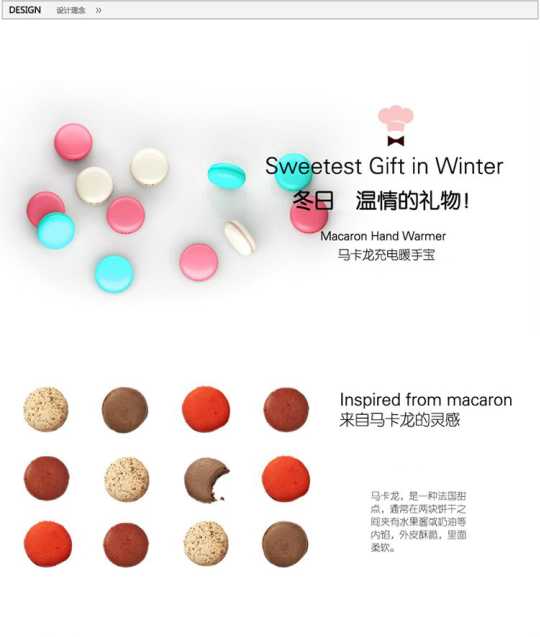 DESIGN 设计理念 >>
Sweetest Gift in Winter
冬日 温情的礼物!
Macaron Hand Warmer
马卡龙充电暖手宝
Inspired from macaron
来自马卡龙的灵感
马卡龙，是一种法国甜
点，通常在两块饼干之
间夹有水果酱或奶油等
内馅，外皮酥脆，里面
柔软。